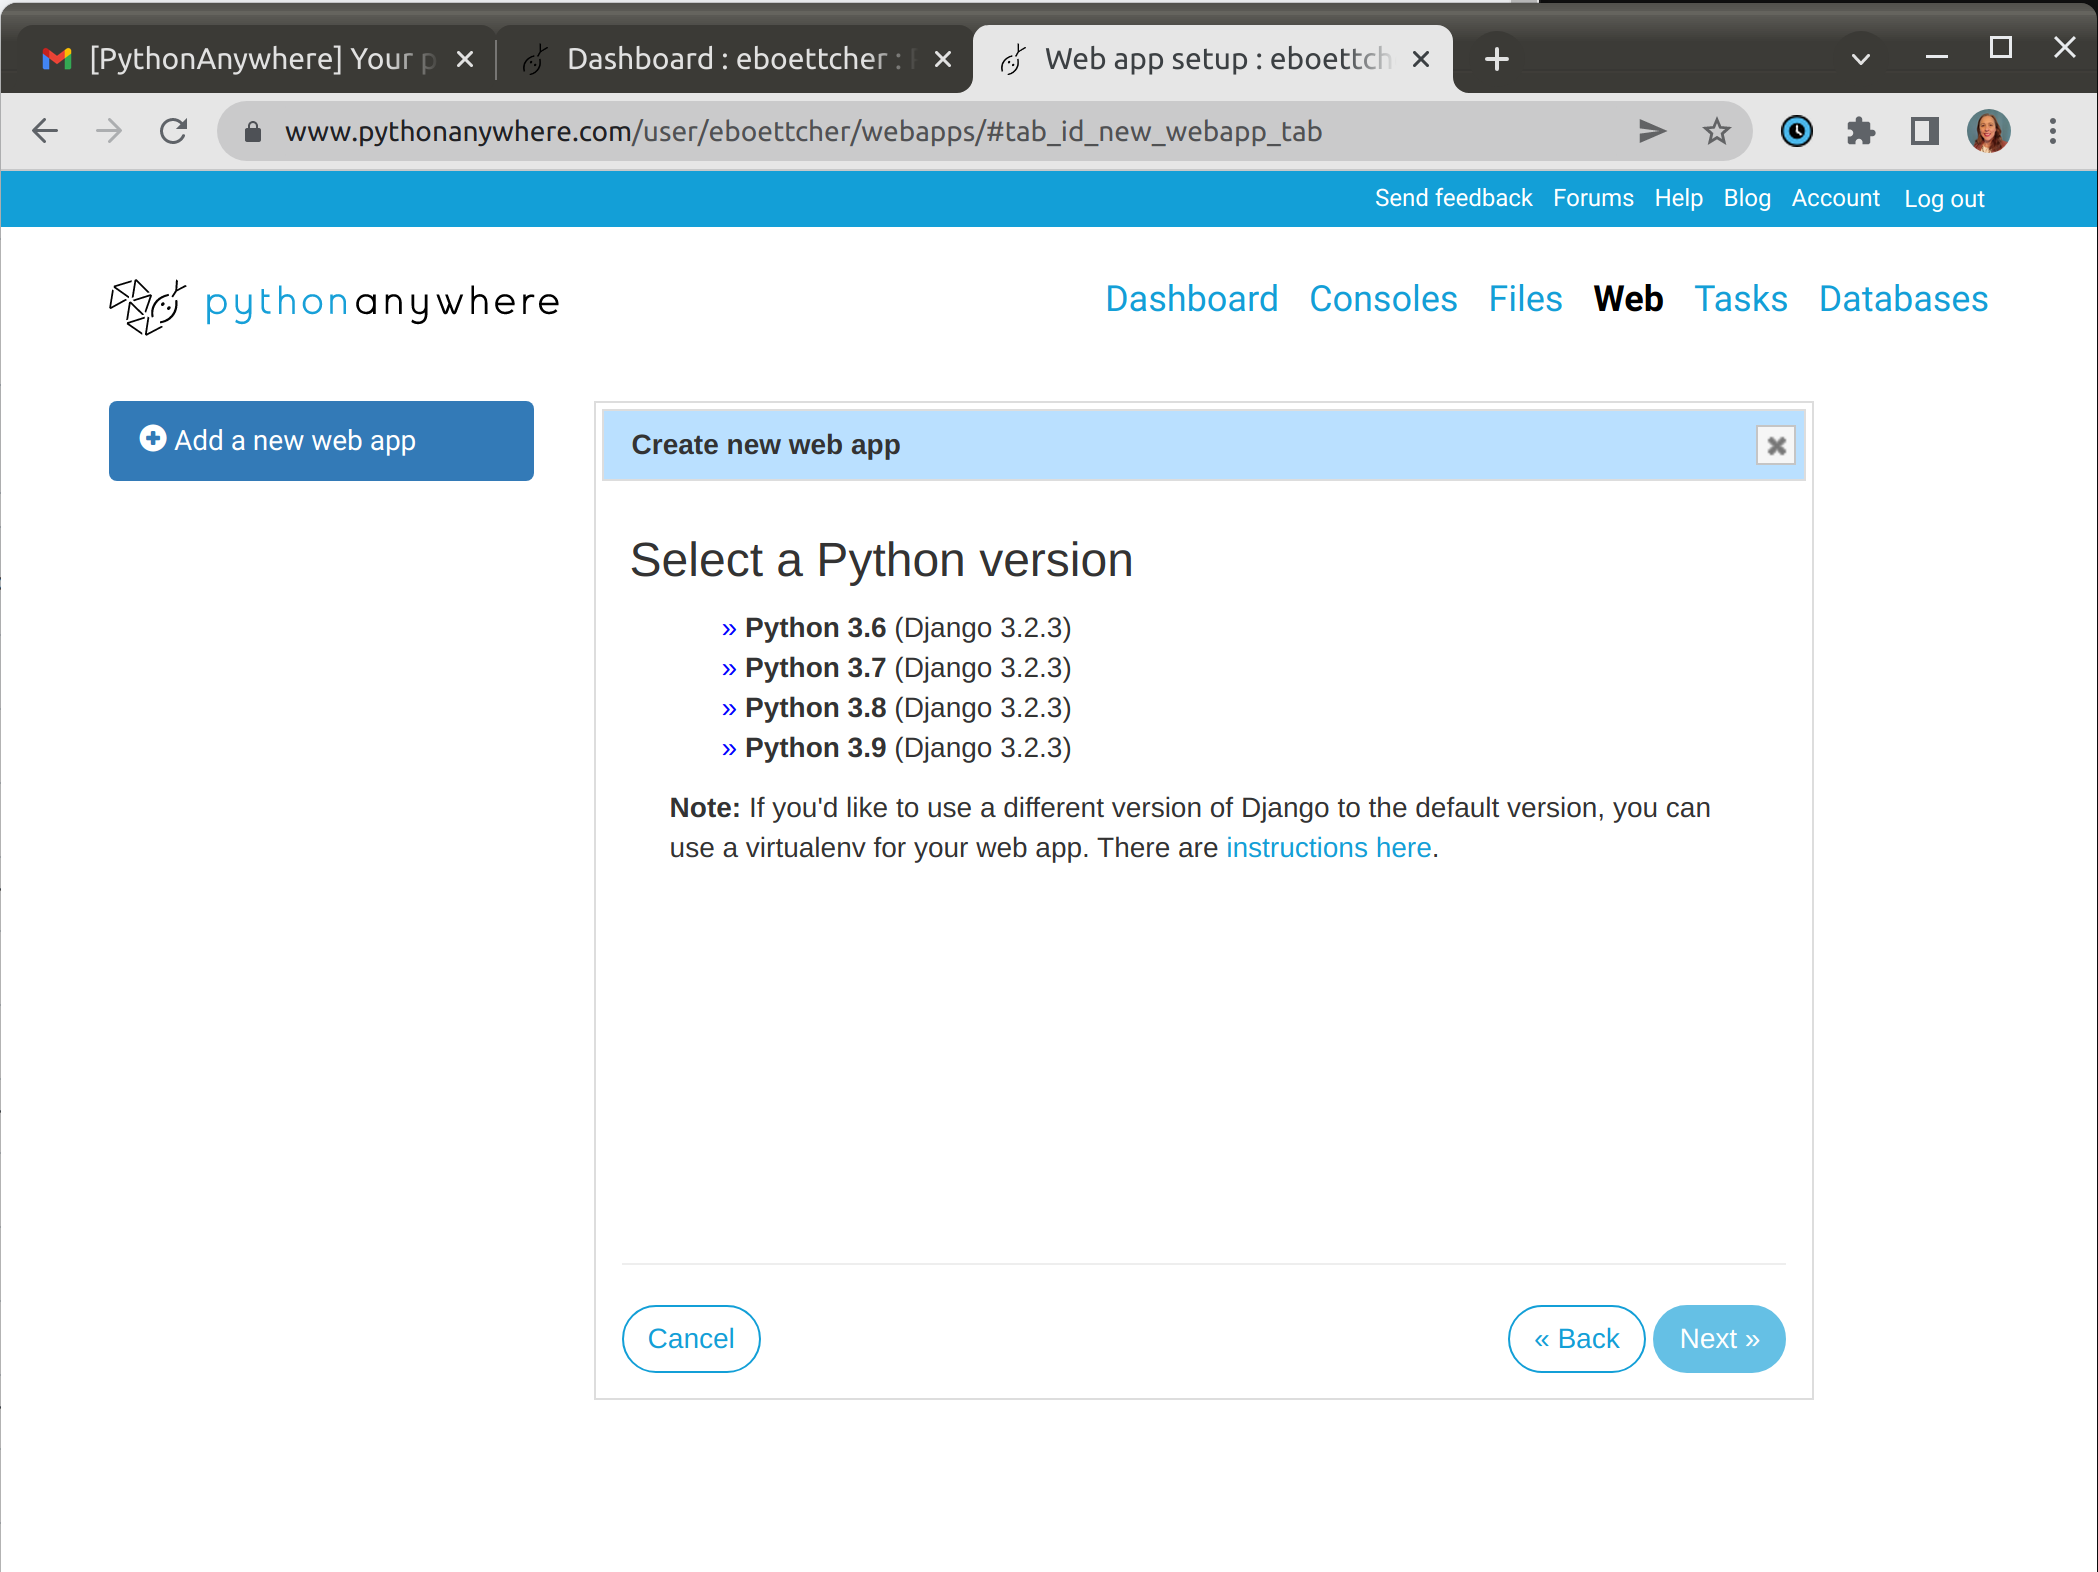 [PythonAnywhere] Your p
Dashboard : eboettcher :
Web app setup : eboettch
www.pythonanywhere.com/user/eboettcher/webapps/#tab_id_new_webapp_tab
Send feedback Forums Help Blog Account Log out
pythonanywhere
Dashboard Consoles Files Web Tasks Databases
Add a new web app
Create new web app
Select a Python version
» Python 3.6 (Django 3.2.3)
» Python 3.7 (Django 3.2.3)
» Python 3.8 (Django 3.2.3)
» Python 3.9 (Django 3.2.3)
Note: If you'd like to use a different version of Django to the default version, you can
use a virtualenv for your web app. There are instructions here.
Cancel
« Back
Next »